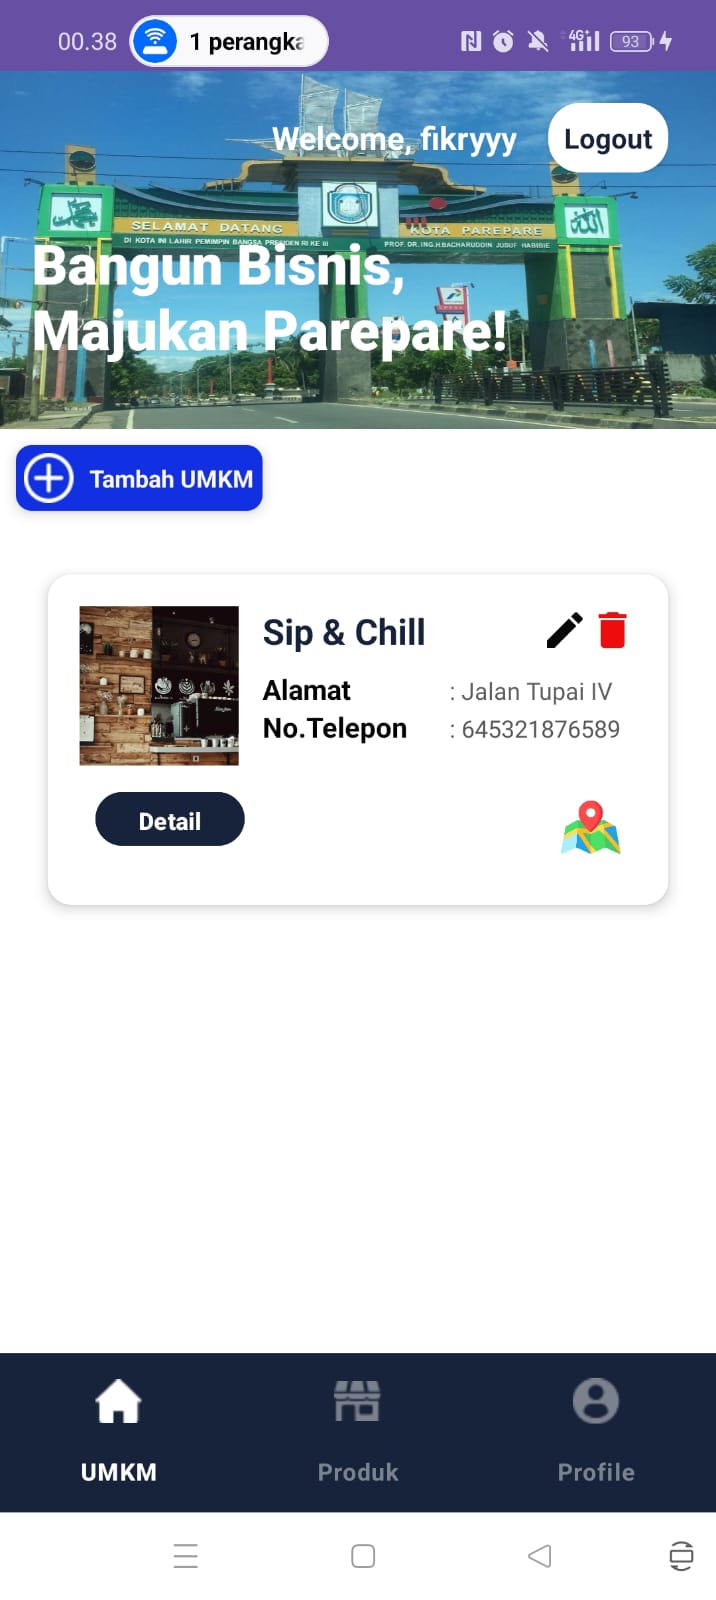 00.38
1 perangka
4G+
93
Welcome, fikryyy
Logout
SELAMAT DATANG
KOTA PAREPARE
DI KOTA INI LAHIR PEMIMPIN BANGSA PRESIDEN RI KE III
PROF. DR. ING.H.BACHARUDDIN JUSUF HABIBIE
الله
Bangun Bisnis,
Majukan Parepare!
Tambah UMKM
Sip & Chill
Alamat : Jalan Tupai IV
No.Telepon : 645321876589
Detail
UMKM
Produk
Profile